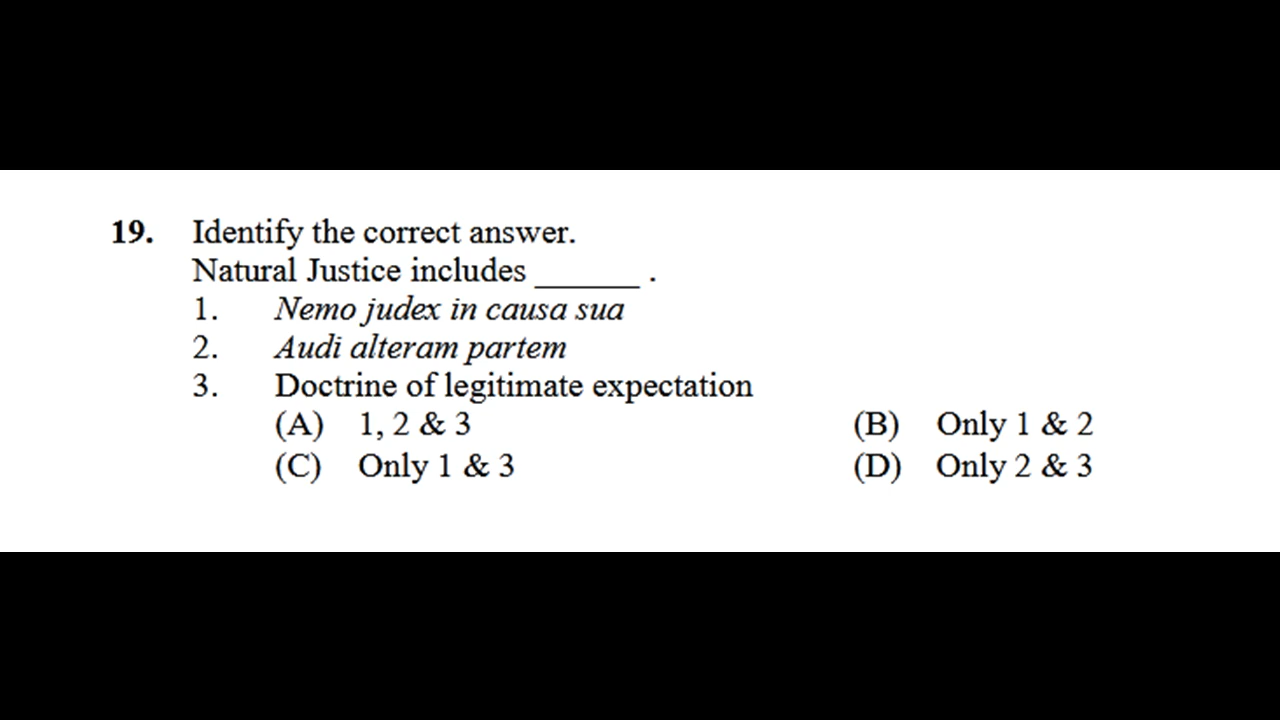 19. Identify the correct answer.
Natural Justice includes ______ .
1. Nemo judex in causa sua
2. Audi alteram partem
3. Doctrine of legitimate expectation
(A) 1, 2 & 3 (B) Only 1 & 2
(C) Only 1 & 3 (D) Only 2 & 3